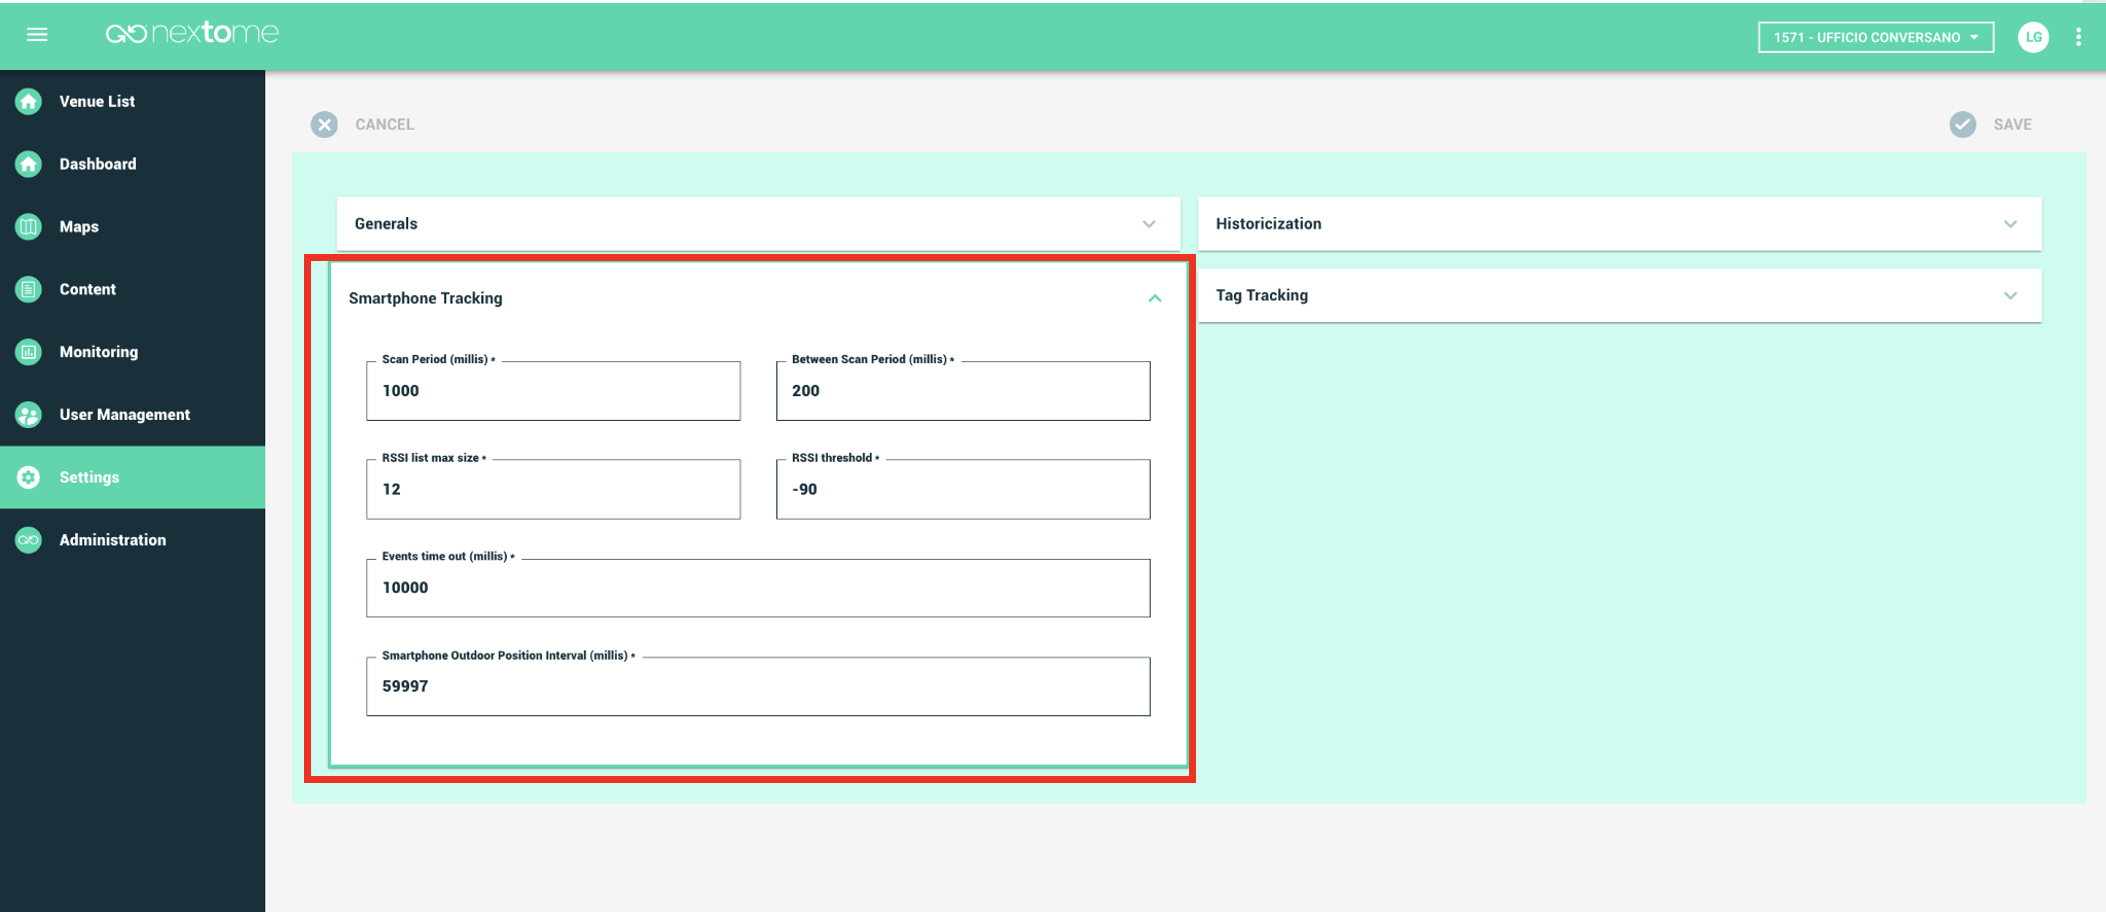 nextome
1571 - UFFICIO CONVERSANO
LG
Venue List
Dashboard
Maps
Content
Monitoring
User Management
Settings
Administration
CANCEL
SAVE
Generals
Historicization
Smartphone Tracking
Tag Tracking
Scan Period (millis) *
1000
Between Scan Period (millis) *
200
RSSI list max size *
12
RSSI threshold *
-90
Events time out (millis) *
10000
Smartphone Outdoor Position Interval (millis) *
59997